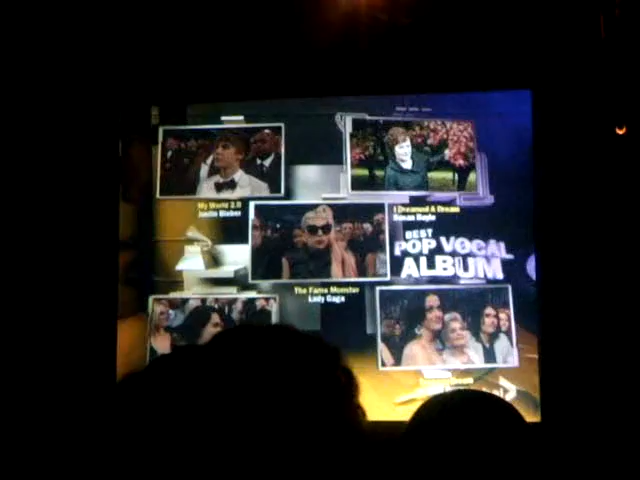 My World 2.0
Justin Bieber
I Dreamed A Dream
Susan Boyle
BEST
POP VOCAL
ALBUM
The Fame Monster
Lady Gaga